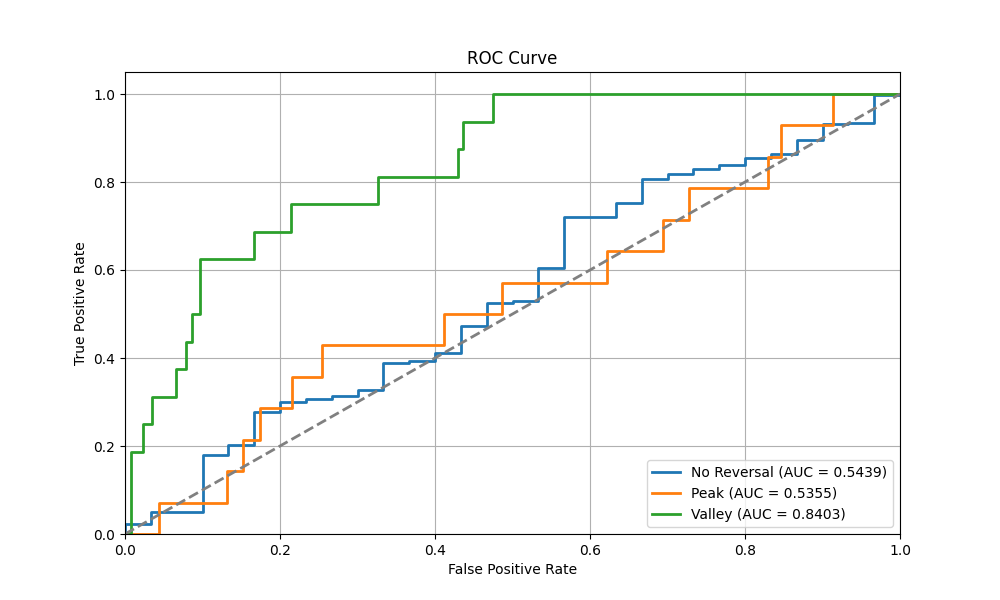 ROC Curve
True Positive Rate
1.0
0.8
0.6
0.4
0.2
0.0
0.0 0.2 0.4 0.6 0.8 1.0
False Positive Rate
No Reversal (AUC = 0.5439)
Peak (AUC = 0.5355)
Valley (AUC = 0.8403)